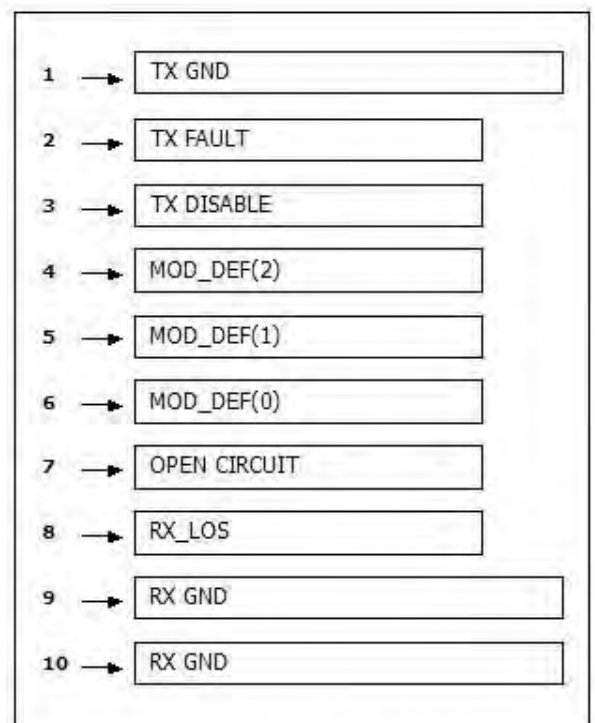 1 TX GND
2 TX FAULT
3 TX DISABLE
4 MOD_DEF(2)
5 MOD_DEF(1)
6 MOD_DEF(0)
7 OPEN CIRCUIT
8 RX_LOS
9 RX GND
10 RX GND